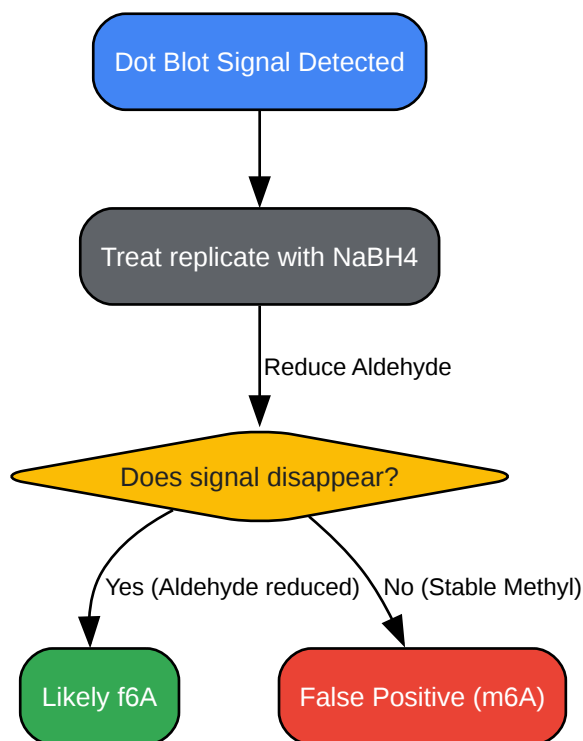 Dot Blot Signal Detected
Treat replicate with NaBH4
Reduce Aldehyde
Does signal disappear?
Yes (Aldehyde reduced)
No (Stable Methyl)
Likely f6A
False Positive (m6A)